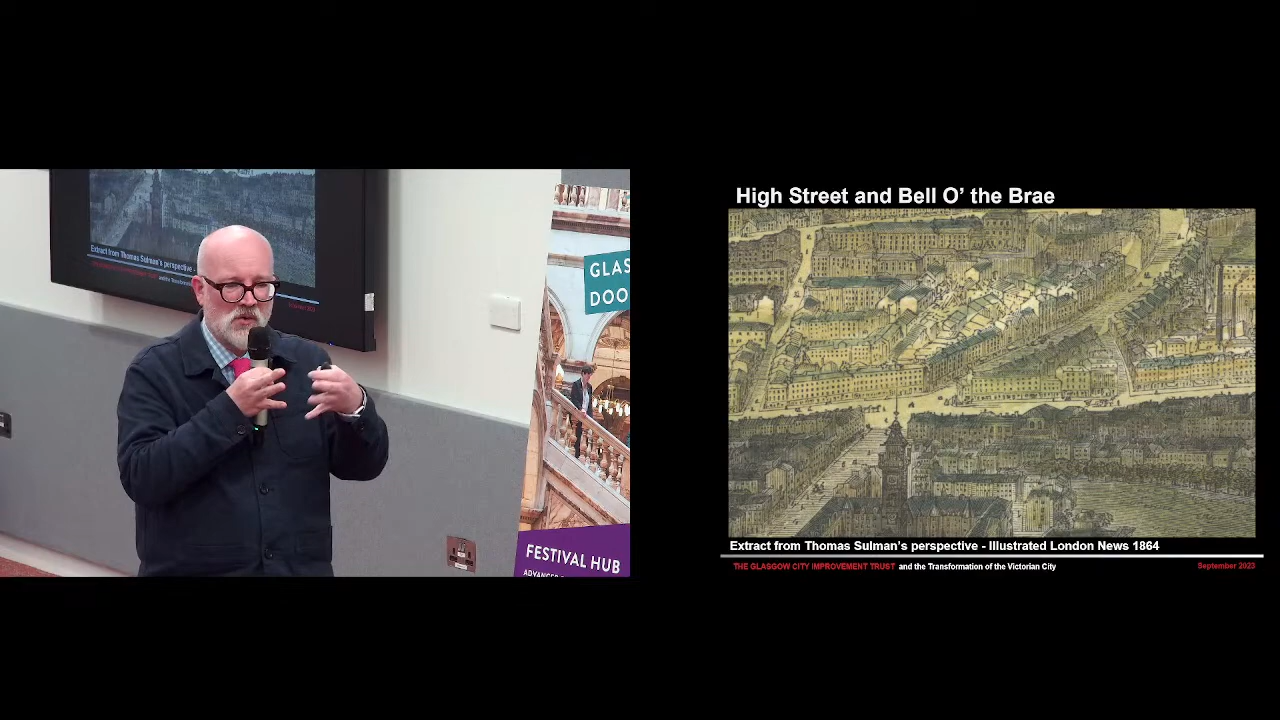 Extract from Thomas Sulman's perspective -
GLAS
DOO
FESTIVAL HUB
High Street and Bell O' the Brae
Extract from Thomas Sulman's perspective - Illustrated London News 1864
THE GLASGOW CITY IMPROVEMENT TRUST and the Transformation of the Victorian City
September 2023